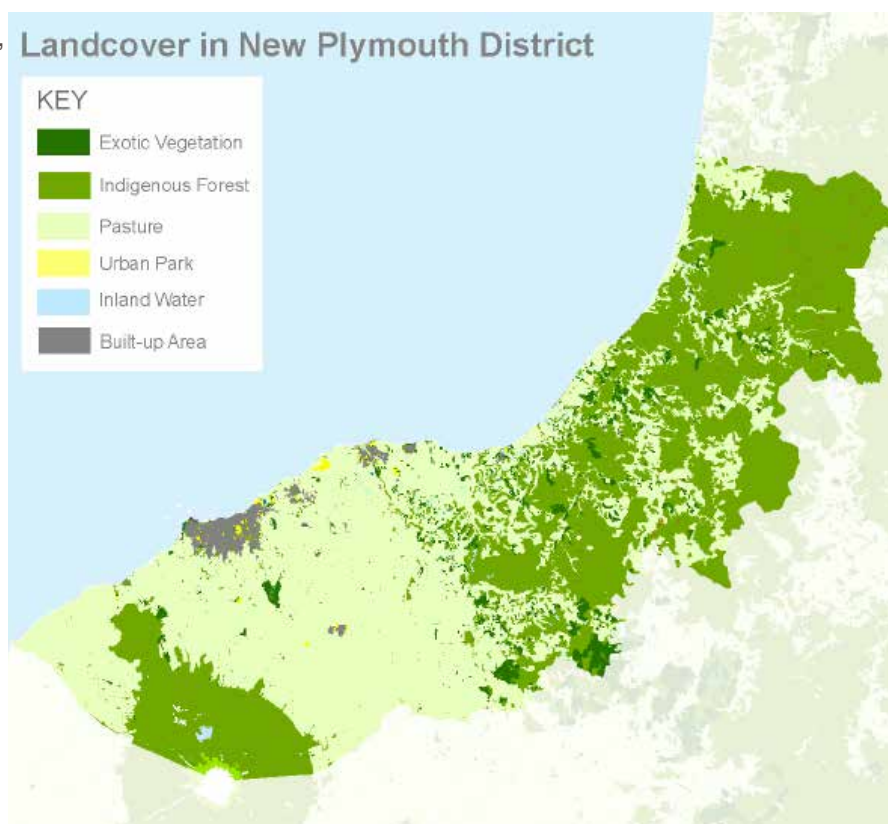 ,
Landcover in New Plymouth District
KEY
Exotic Vegetation
Indigenous Forest
Pasture
Urban Park
Inland Water
Built-up Area